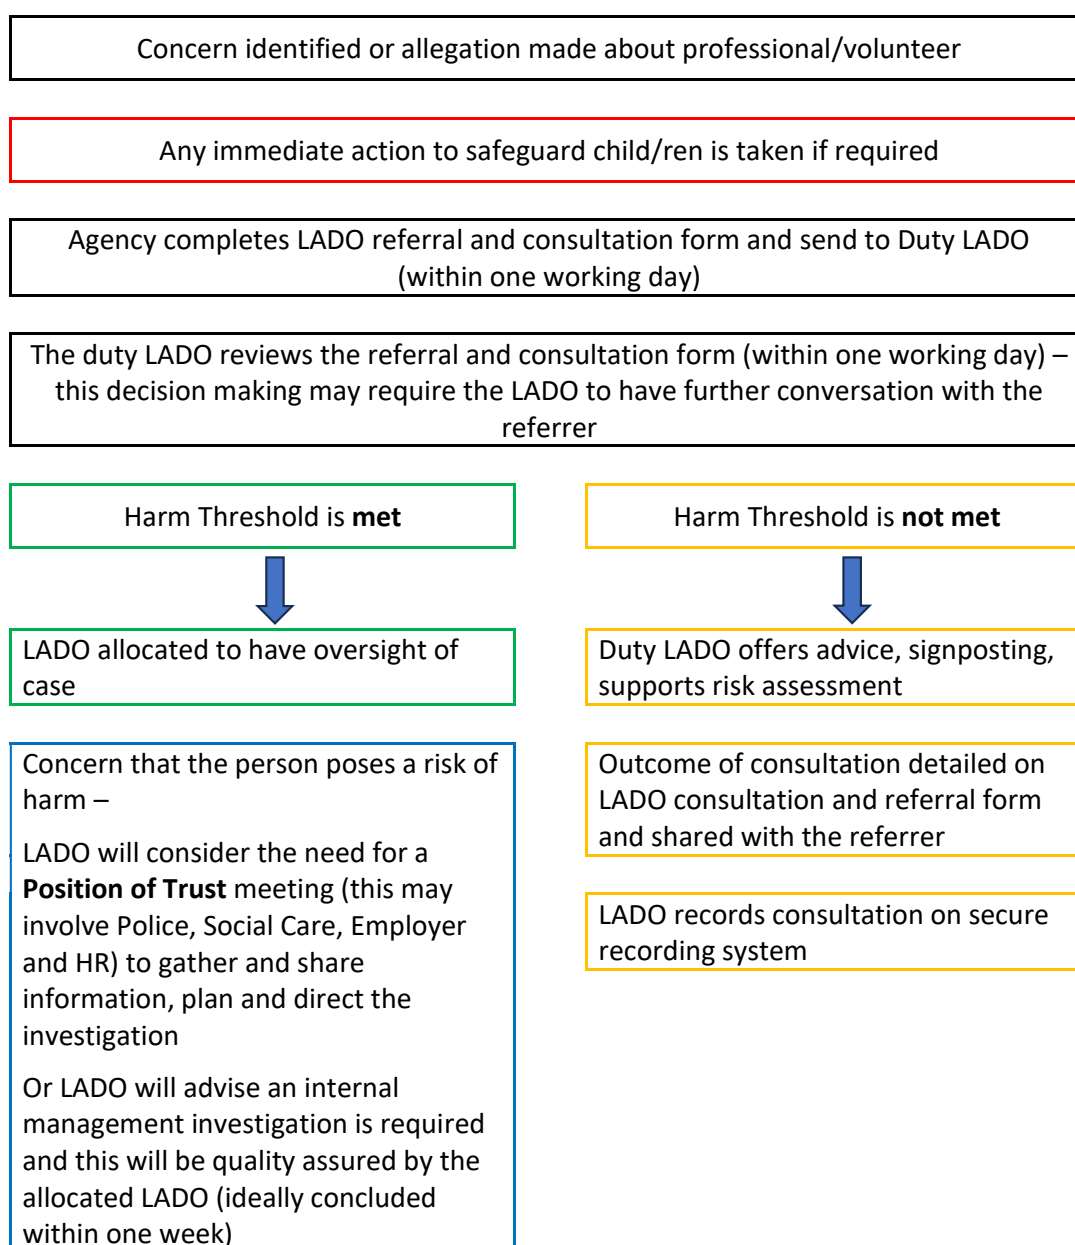 Concern identified or allegation made about professional/volunteer
Any immediate action to safeguard child/ren is taken if required
Agency completes LADO referral and consultation form and send to Duty LADO
(within one working day)
The duty LADO reviews the referral and consultation form (within one working day) –
this decision making may require the LADO to have further conversation with the
referrer
Harm Threshold is met
LADO allocated to have oversight of
case
Concern that the person poses a risk of
harm –
LADO will consider the need for a
Position of Trust meeting (this may
involve Police, Social Care, Employer
and HR) to gather and share
information, plan and direct the
investigation
Or LADO will advise an internal
management investigation is required
and this will be quality assured by the
allocated LADO (ideally concluded
within one week)
Harm Threshold is not met
Duty LADO offers advice, signposting,
supports risk assessment
Outcome of consultation detailed on
LADO consultation and referral form
and shared with the referrer
LADO records consultation on secure
recording system